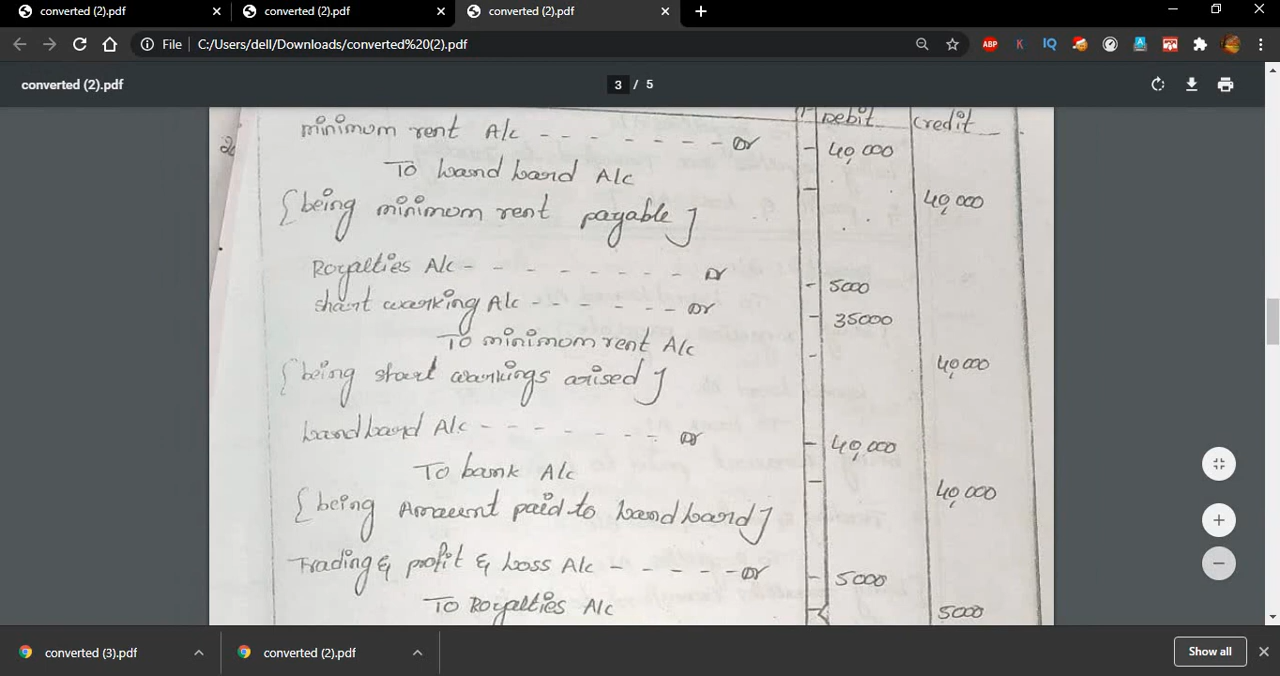 converted (2).pdf
converted (2).pdf
converted (2).pdf
File
C:/Users/dell/Downloads/converted%20(2).pdf
ABP
K
IQ
converted (2).pdf
3 / 5
Debit
Credit
minimum rent A/c - - - - - - - - Dr
- 40,000
To Land Lord A/c
-
40,000
{being minimum rent payable}
Royalties A/c - - - - - - - - Dr
- 5000
short working A/c - - - - - - - Dr
- 35000
To minimum rent A/c
-
40,000
{being short workings arised}
Land Lord A/c - - - - - - - - Dr
- 40,000
To bank A/c
-
40,000
{being Amount paid to Land Lord}
Trading & profit & Loss A/c - - - - - - Dr
- 5000
To Royalties A/c
-
5000
converted (3).pdf
converted (2).pdf
Show all